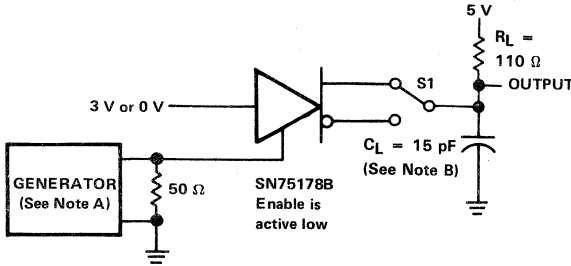 5 V
R_L =
110 Ω
S1
OUTPUT
3 V or 0 V
C_L = 15 pF
(See Note B)
GENERATOR
(See Note A)
50 Ω
SN75178B
Enable is
active low